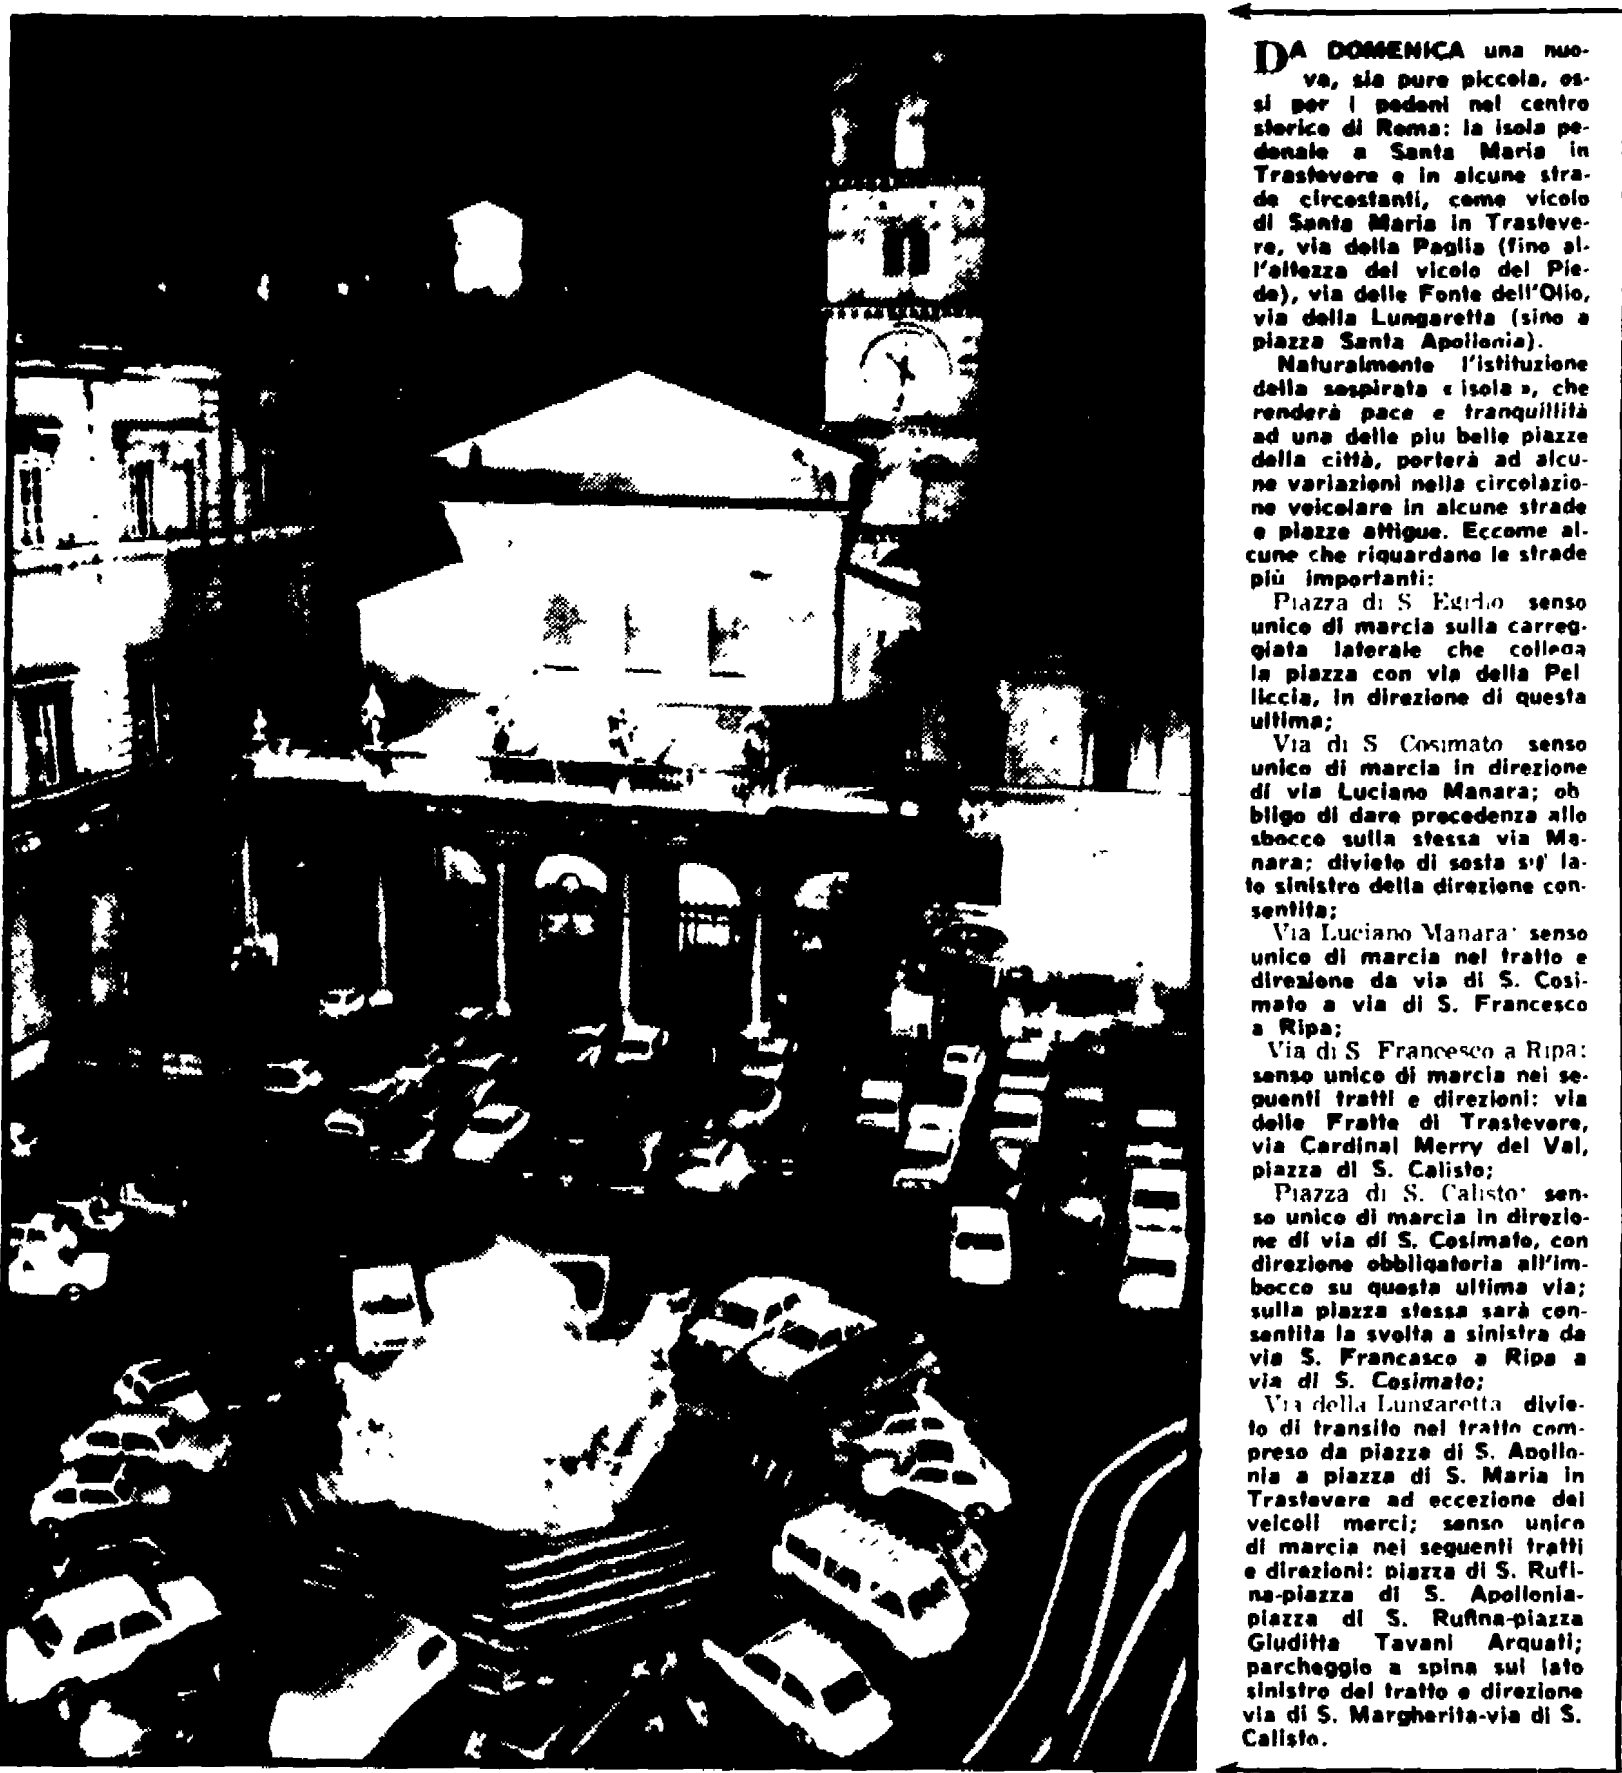 DA DOMENICA una nuo-
va, sia pure piccola, oa-
si per i pedoni nel centro
storico di Roma: la isola pe-
donale a Santa Maria in
Trastevere e in alcune stra-
de circostanti, come vicolo
di Santa Maria in Trasteve-
re, via della Paglia (fino al-
l'altezza del vicolo del Pie-
de), via delle Fonte dell'Olio,
via della Lungaretta (sino a
piazza Santa Apollonia).
Naturalmente l'istituzione
della sospirata « isola », che
renderà pace e tranquillità
ad una delle piu belle piazze
della città, porterà ad alcu-
ne variazioni nella circolazio-
ne veicolare in alcune strade
e piazze attigue. Eccome al-
cune che riguardano le strade
più importanti:
Piazza di S Egidio senso
unico di marcia sulla carreg-
giata laterale che collega
la piazza con via della Pel
liccia, in direzione di questa
ultima;
Via di S Cosimato senso
unico di marcia in direzione
di via Luciano Manara; ob
bligo di dare precedenza allo
sbocco sulla stessa via Ma-
nara; divieto di sosta sul la-
to sinistro della direzione con-
sentita;
Via Luciano Manara: senso
unico di marcia nel tratto e
direzione da via di S. Cosi-
mato a via di S. Francesco
a Ripa;
Via di S Francesco a Ripa:
senso unico di marcia nei se-
guenti tratti e direzioni: via
delle Fratte di Trastevere,
via Cardinal Merry del Val,
piazza di S. Calisto;
Piazza di S. Calisto: sen-
so unico di marcia in direzio-
ne di via di S. Cosimato, con
direzione obbligatoria all'im-
bocco su questa ultima via;
sulla piazza stessa sarà con-
sentita la svolta a sinistra da
via S. Francasco a Ripa a
via di S. Cosimato;
Via della Lungaretta divie-
to di transito nel tratto com-
preso da piazza di S. Apollo-
nia a piazza di S. Maria in
Trastevere ad eccezione dei
veicoli merci; senso unico
di marcia nei seguenti tratti
e direzioni: piazza di S. Rufi-
na-piazza di S. Apollonia-
piazza di S. Rufina-piazza
Giuditta Tavani Arquati;
parcheggio a spina sul lato
sinistro del tratto e direzione
via di S. Margherita-via di S.
Calisto.